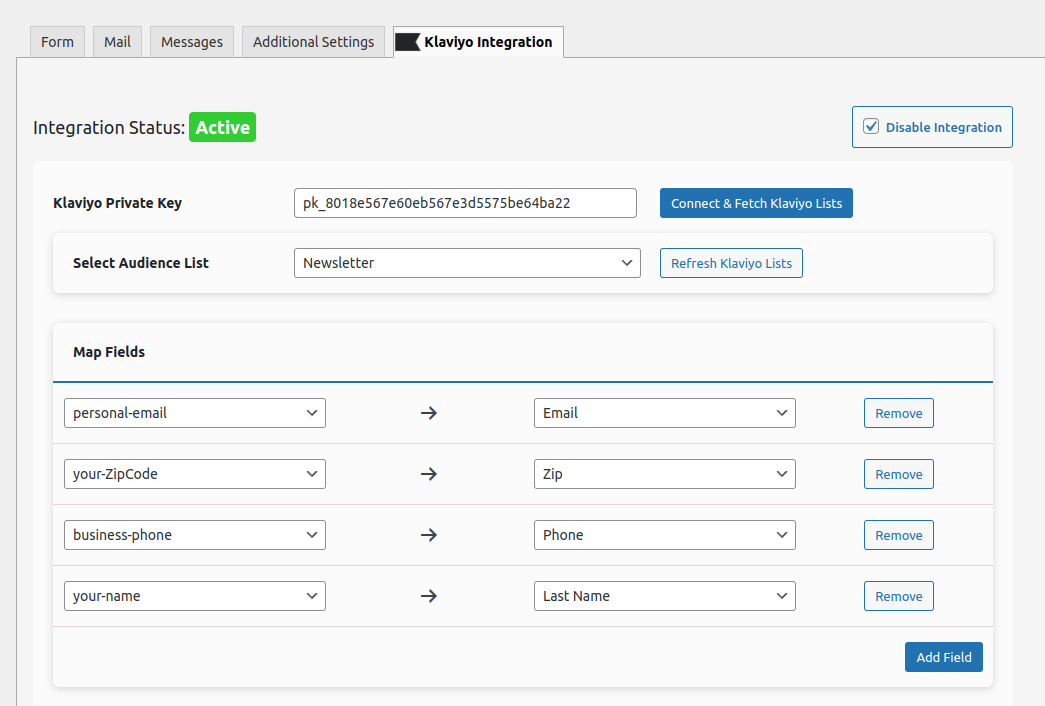 Form Mail Messages Additional Settings Klaviyo Integration
Integration Status: Active Disable Integration
Klaviyo Private Key pk_8018e567e60eb567e3d5575be64ba22 Connect & Fetch Klaviyo Lists
Select Audience List Newsletter Refresh Klaviyo Lists
Map Fields
personal-email → Email Remove
your-ZipCode → Zip Remove
business-phone → Phone Remove
your-name → Last Name Remove
Add Field